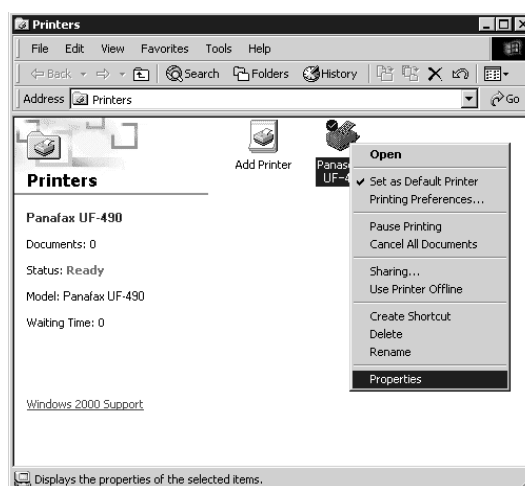 Printers
File Edit View Favorites Tools Help
Back Search Folders History
Address Printers Go
Printers
Panafax UF-490
Documents: 0
Status: Ready
Model: Panafax UF-490
Waiting Time: 0
Windows 2000 Support
Add Printer
UF-4
Open
Set as Default Printer
Printing Preferences...
Pause Printing
Cancel All Documents
Sharing...
Use Printer Offline
Create Shortcut
Delete
Rename
Properties
Displays the properties of the selected items.